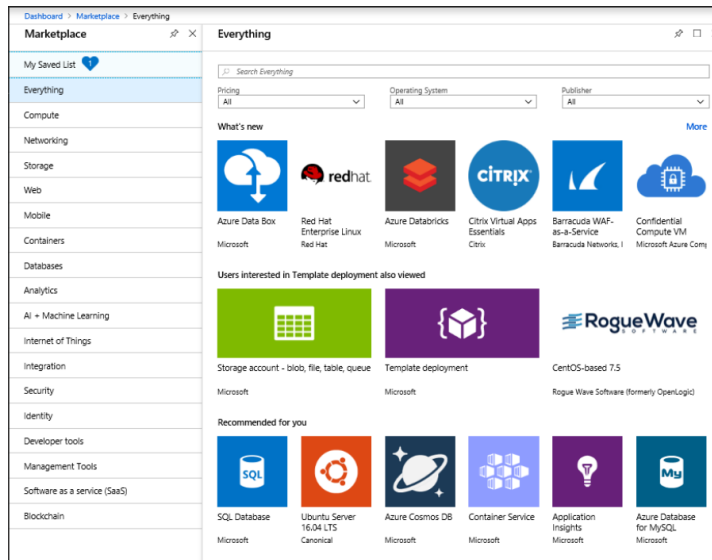 Dashboard > Marketplace > Everything
Marketplace
My Saved List 1
Everything
Compute
Networking
Storage
Web
Mobile
Containers
Databases
Analytics
AI + Machine Learning
Internet of Things
Integration
Security
Identity
Developer tools
Management Tools
Software as a service (SaaS)
Blockchain
Everything
Search Everything
Pricing
All
Operating System
All
Publisher
All
What's new
More
redhat.
CİTRIX
Azure Data Box
Microsoft
Red Hat
Enterprise Linux
Red Hat
Azure Databricks
Microsoft
Citrix Virtual Apps
Essentials
Citrix
Barracuda WAF-
as-a-Service
Barracuda Networks, I
Confidential
Compute VM
Microsoft Azure Comp
Users interested in Template deployment also viewed
RogueWave
SOFTWARE
Storage account - blob, file, table, queue
Microsoft
Template deployment
Microsoft
CentOS-based 7.5
Rogue Wave Software (formerly OpenLogic)
Recommended for you
SQL
My
SQL Database
Microsoft
Ubuntu Server
16.04 LTS
Canonical
Azure Cosmos DB
Microsoft
Container Service
Microsoft
Application
Insights
Microsoft
Azure Database
for MySQL
Microsoft